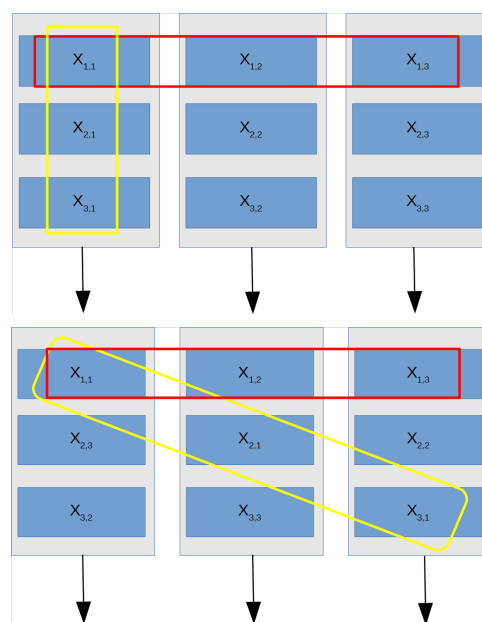 X1,1 X1,2 X1,3
X2,1 X2,2 X2,3
X3,1 X3,2 X3,3
X1,1 X1,2 X1,3
X2,3 X2,1 X2,2
X3,2 X3,3 X3,1